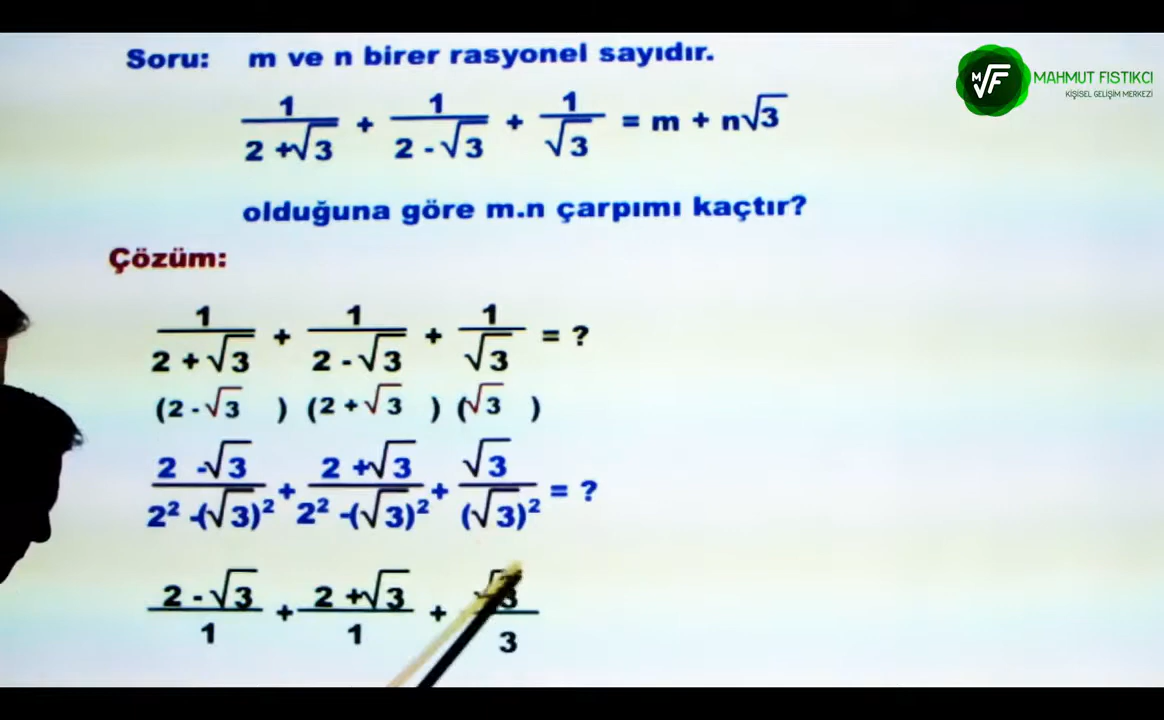 Soru: m ve n birer rasyonel sayıdır.
MAHMUT FISTIKCI
KİŞİSEL GELİŞİM MERKEZİ
1/(2 +√3) + 1/(2 - √3) + 1/√3 = m + n√3
olduğuna göre m.n çarpımı kaçtır?
Çözüm:
1/(2 + √3) + 1/(2 - √3) + 1/√3 = ?
(2 - √3 ) (2 + √3 ) (√3 )
(2 -√3)/(2² -(√3)²) + (2 +√3)/(2² -(√3)²) + √3/(√3)² = ?
(2 - √3)/1 + (2 +√3)/1 + √3/3